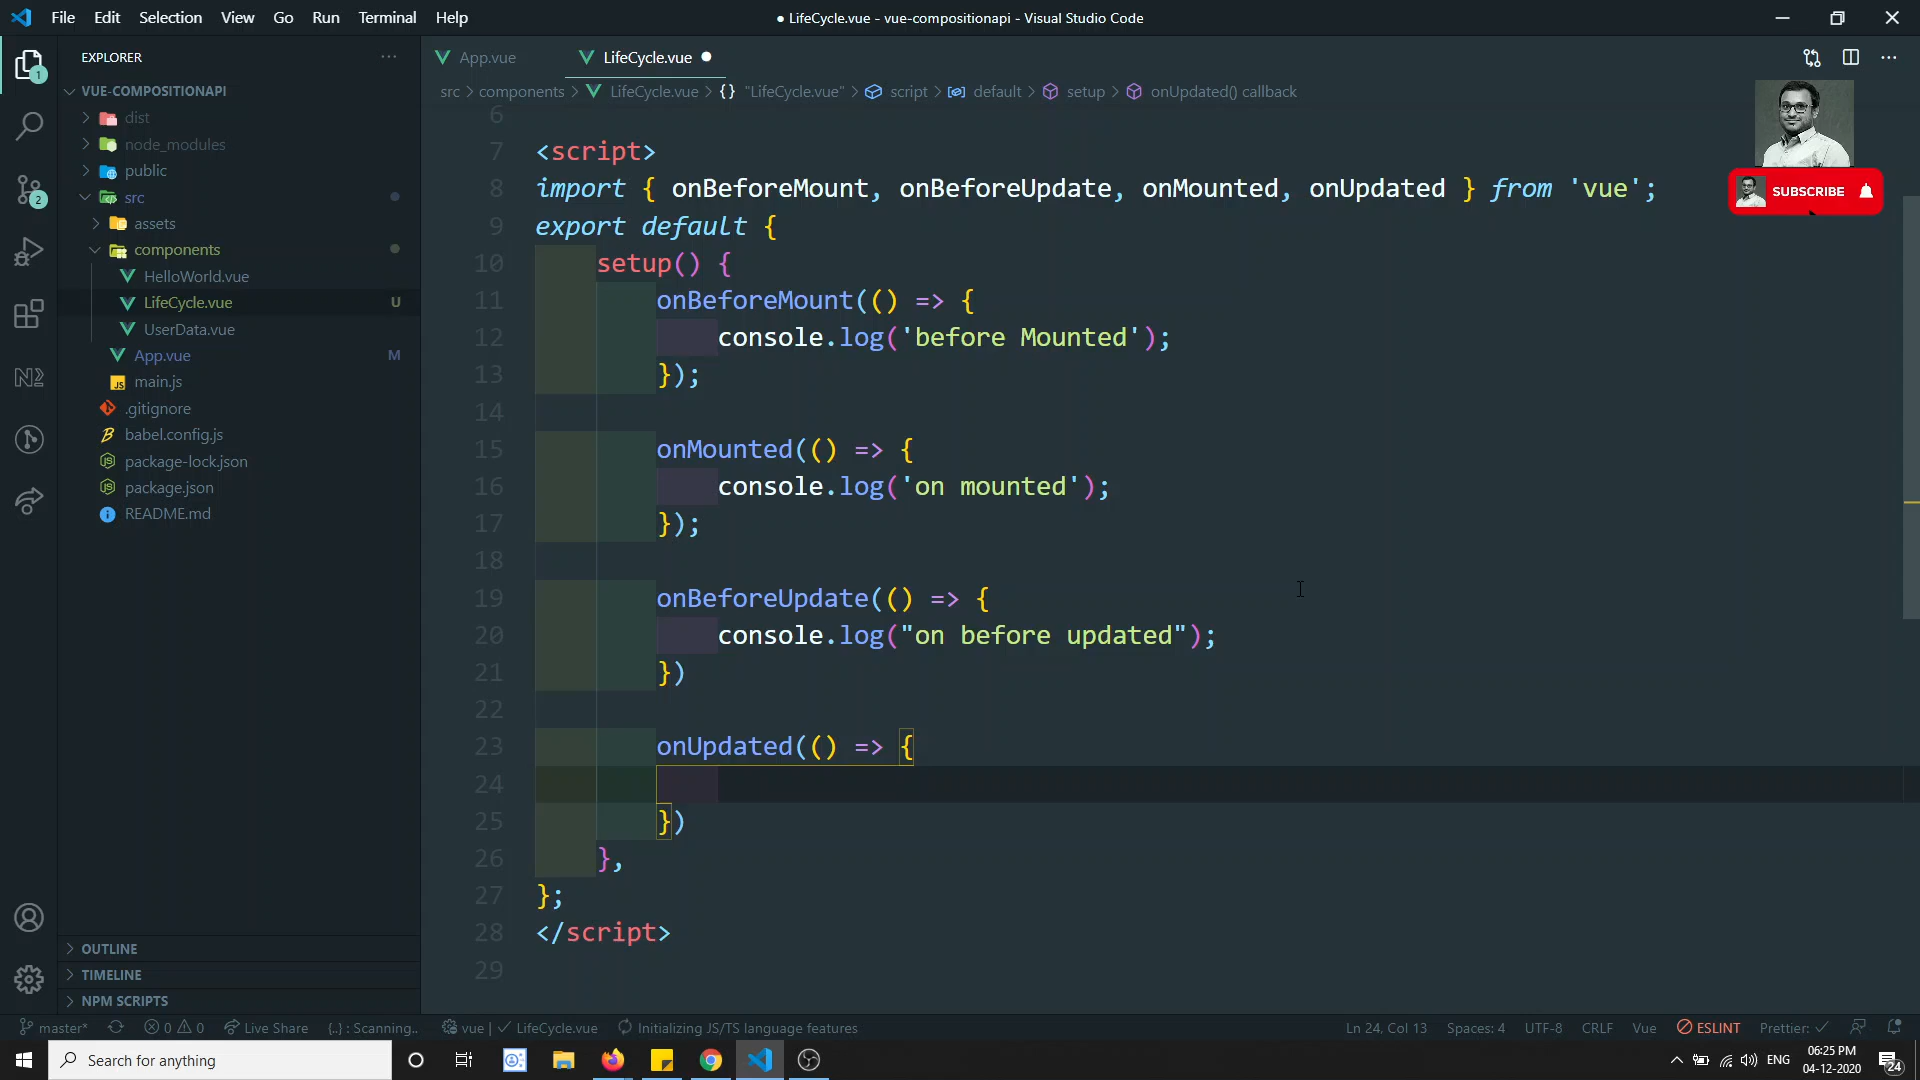 File Edit Selection View Go Run Terminal Help
● LifeCycle.vue - vue-compositionapi - Visual Studio Code
EXPLORER
VUE-COMPOSITIONAPI
dist
node_modules
public
src
assets
components
HelloWorld.vue
LifeCycle.vue U
UserData.vue
App.vue M
main.js
.gitignore
babel.config.js
package-lock.json
package.json
README.md
OUTLINE
TIMELINE
NPM SCRIPTS
1
2
App.vue LifeCycle.vue
src > components > LifeCycle.vue > {} "LifeCycle.vue" > script > default > setup > onUpdated() callback
SUBSCRIBE
6
7 <script>
8 import { onBeforeMount, onBeforeUpdate, onMounted, onUpdated } from 'vue';
9 export default {
10 setup() {
11 onBeforeMount(() => {
12 console.log('before Mounted');
13 });
14
15 onMounted(() => {
16 console.log('on mounted');
17 });
18
19 onBeforeUpdate(() => {
20 console.log("on before updated");
21 })
22
23 onUpdated(() => {
24
25 })
26 },
27 };
28 </script>
29
master* 0 0 Live Share {..} : Scanning.. vue | LifeCycle.vue Initializing JS/TS language features Ln 24, Col 13 Spaces: 4 UTF-8 CRLF Vue ESLINT Prettier: ✓
Search for anything
ENG
06:25 PM
04-12-2020
24